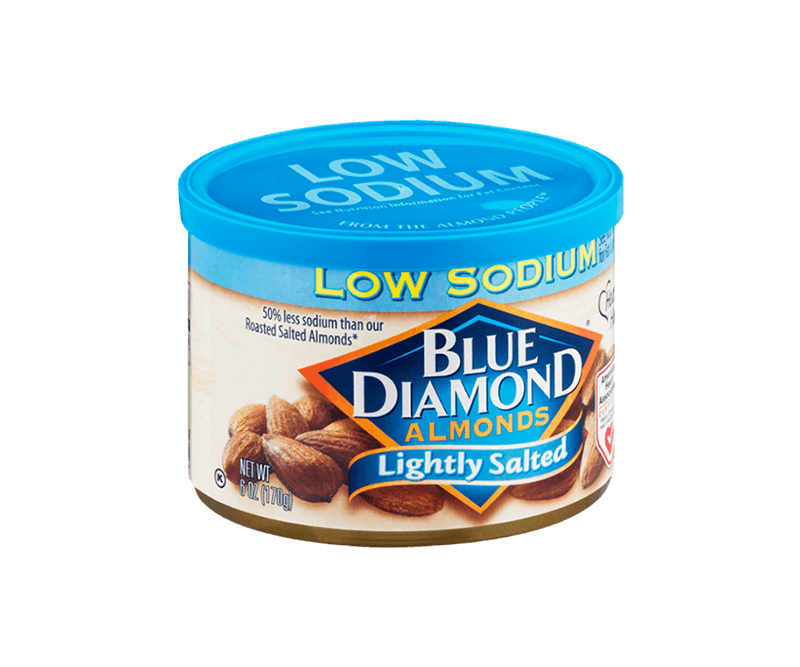 LOW
SODIUM
See Nutrition Information for Fat Content
FROM THE ALMOND PEOPLE®
LOW SODIUM
50% less sodium than our
Roasted Salted Almonds*
BLUE
DIAMOND®
ALMONDS
Lightly Salted
NET WT
6 OZ (170g)
K